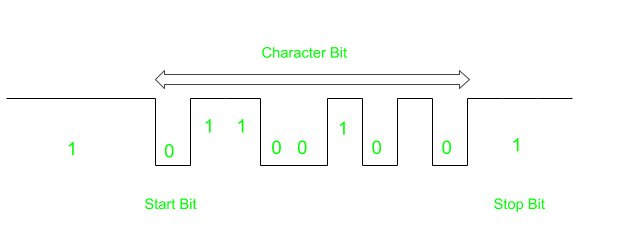 Character Bit
1 0 1 1 0 0 1 0 0 1
Start Bit
Stop Bit